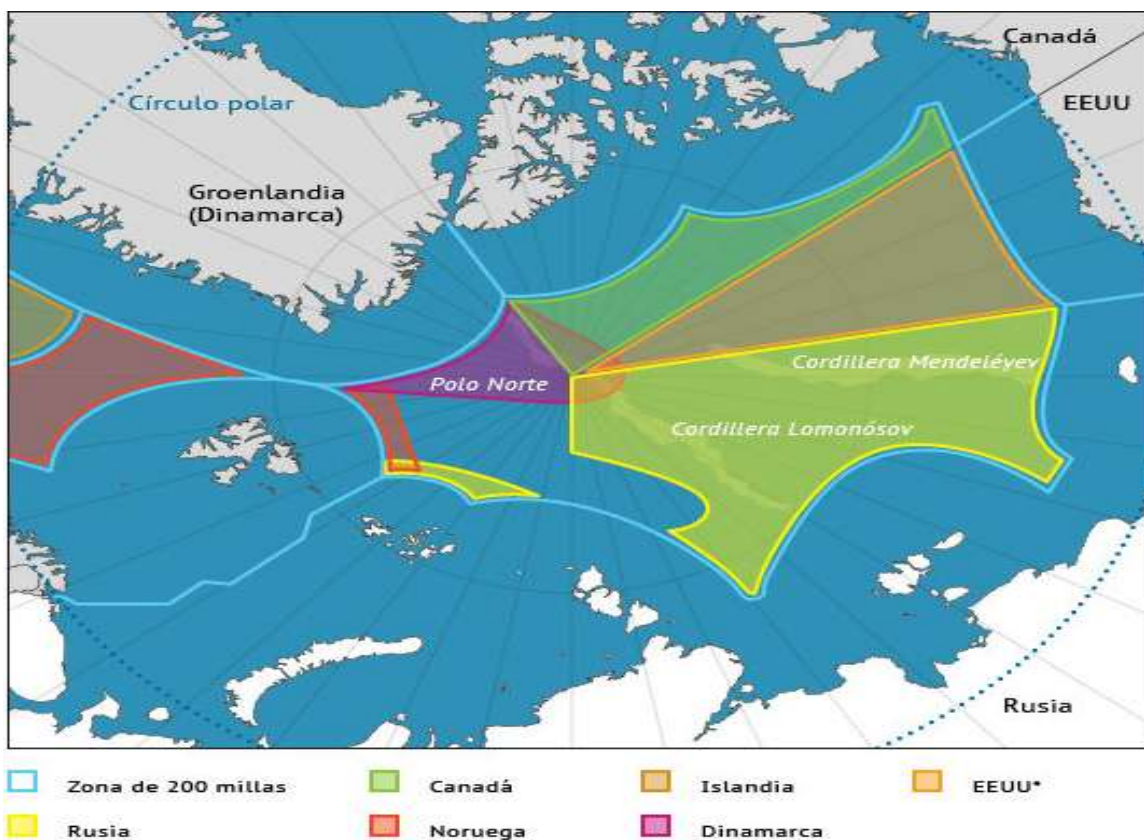 Canadá
EEUU
Círculo polar
Groenlandia
(Dinamarca)
Polo Norte
Cordillera Mendeléyev
Cordillera Lomonósov
Rusia
Zona de 200 millas
Canadá
Islandia
EEUU*
Rusia
Noruega
Dinamarca